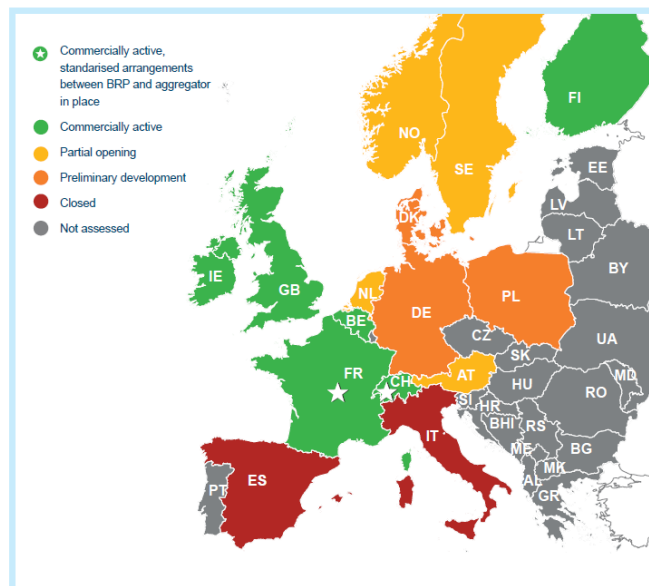 Commercially active,
standarised arrangements
between BRP and aggregator
in place
Commercially active
Partial opening
Preliminary development
Closed
Not assessed
FI
NO
SE
EE
LV
DK
LT
BY
IE
GB
NL
BE
DE
PL
CZ
UA
SK
FR
CH
AT
HU
MD
SI
HR
RO
IT
BHI
RS
ME
BG
MK
AL
GR
ES
PT